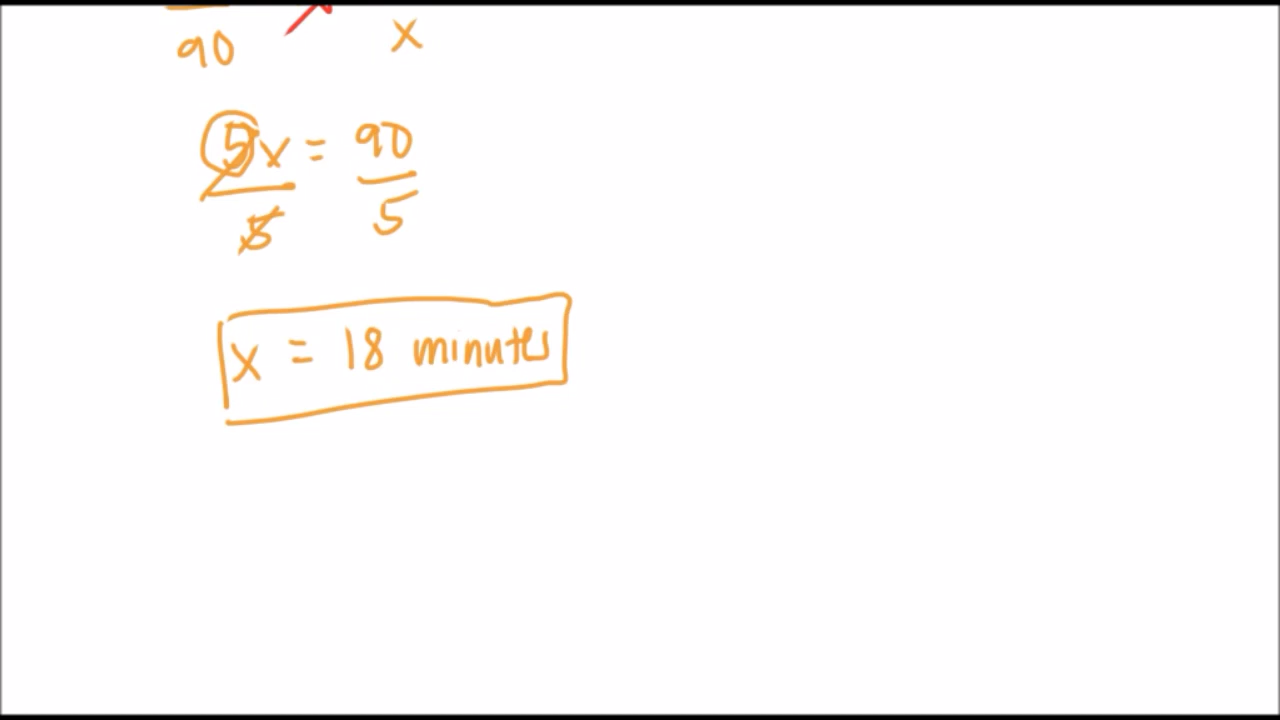 90 x
5x = 90
5 5
x = 18 minutes